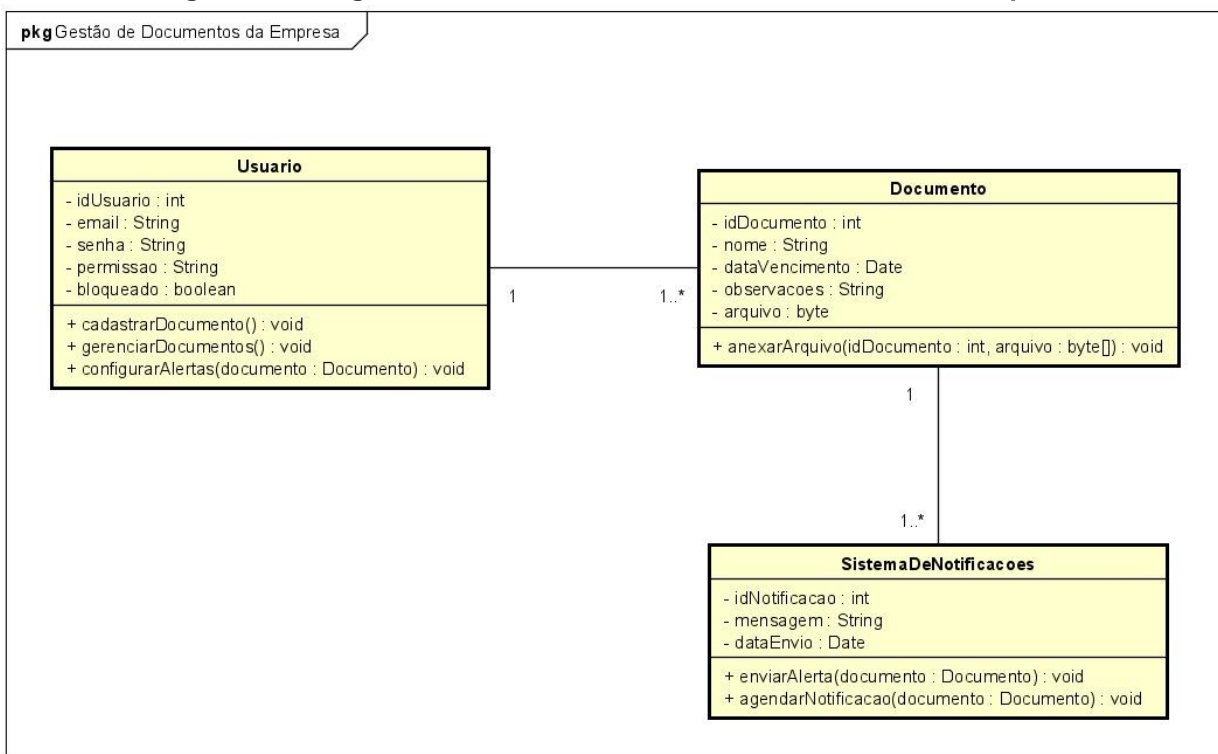 pkg Gestão de Documentos da Empresa
Usuario
- idUsuario : int
- email : String
- senha : String
- permissao : String
- bloqueado : boolean
+ cadastrarDocumento() : void
+ gerenciarDocumentos() : void
+ configurarAlertas(documento : Documento) : void
1
1..*
Documento
- idDocumento : int
- nome : String
- dataVencimento : Date
- observacoes : String
- arquivo : byte
+ anexarArquivo(idDocumento : int, arquivo : byte[]) : void
1
1..*
SistemaDeNotificacoes
- idNotificacao : int
- mensagem : String
- dataEnvio : Date
+ enviarAlerta(documento : Documento) : void
+ agendarNotificacao(documento : Documento) : void